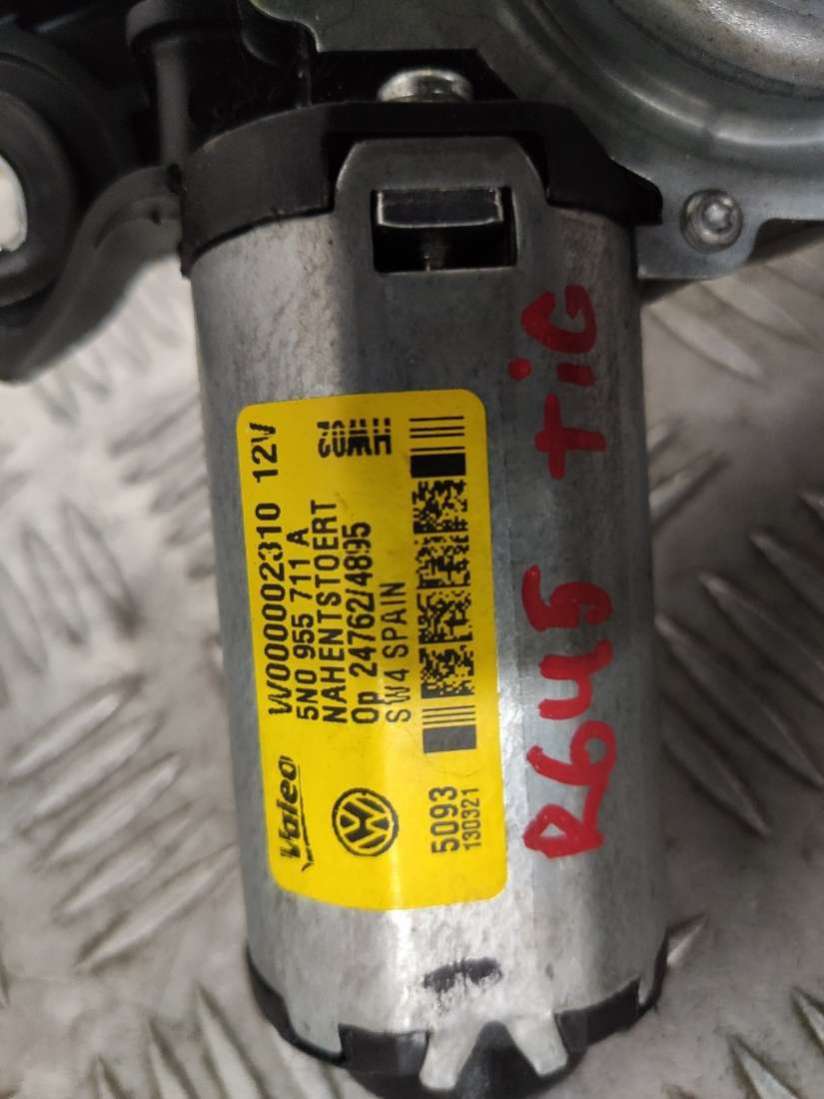 Valeo
W000002310 12V
5N0 955 711 A
NAHENTSTOERT
Op 24762/4895
SW4 SPAIN
HW02
5093
130321
R645 TiG